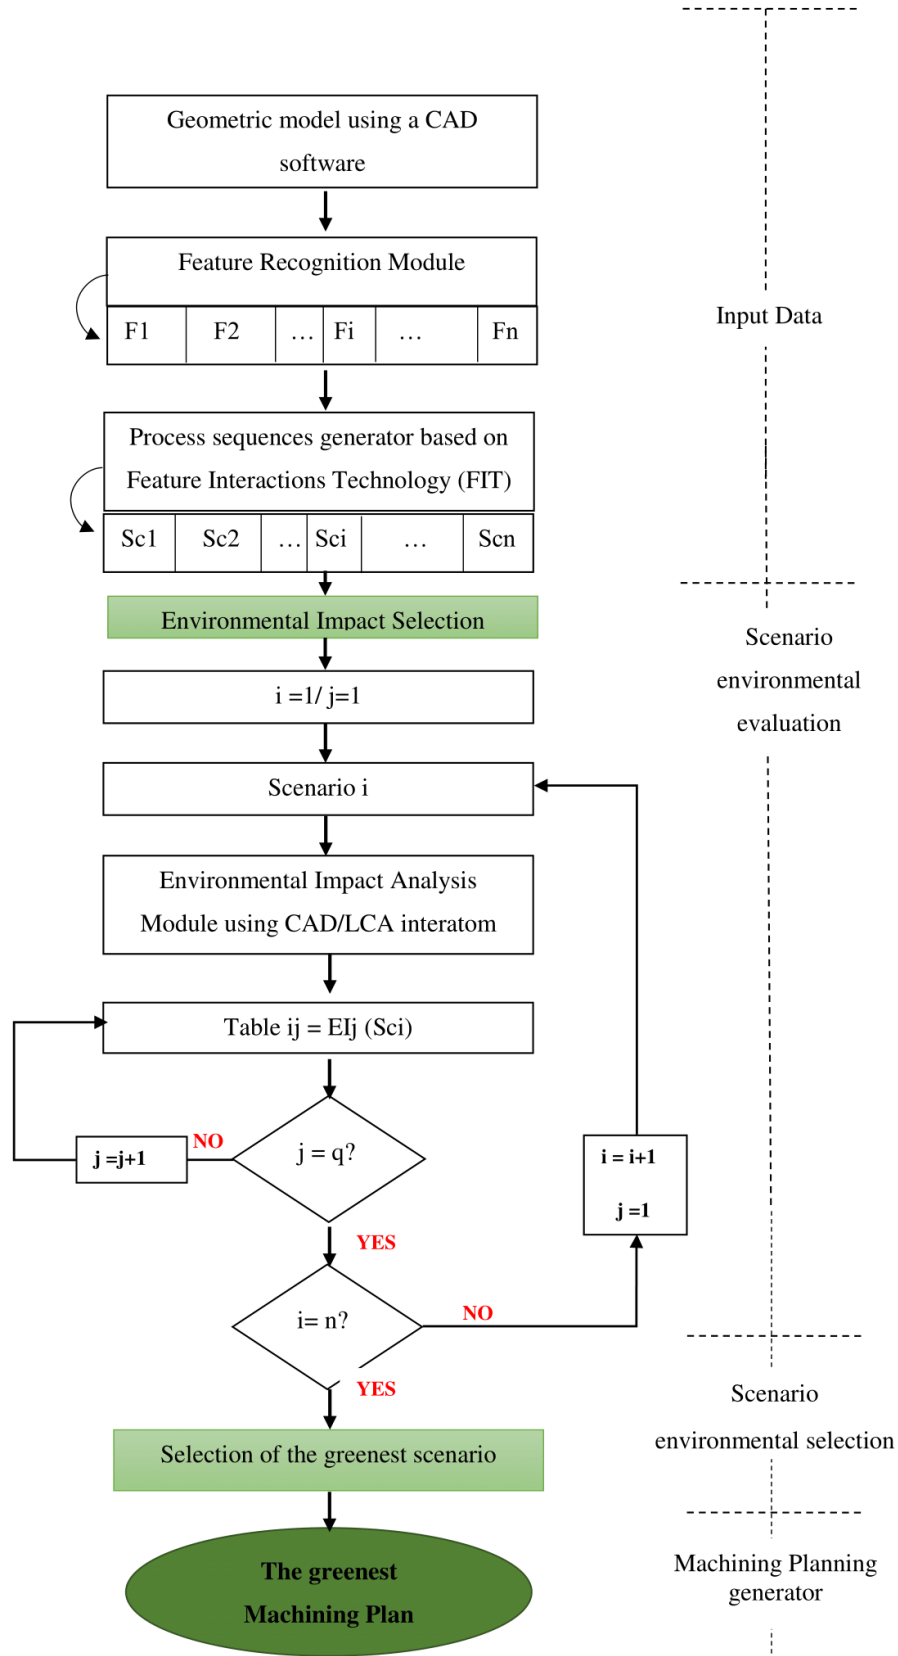 Geometric model using a CAD
software
Feature Recognition Module
F1 F2 … Fi … Fn
Input Data
Process sequences generator based on
Feature Interactions Technology (FIT)
Sc1 Sc2 … Sci … Scn
Environmental Impact Selection
Scenario
environmental
evaluation
i =1/ j=1
Scenario i
Environmental Impact Analysis
Module using CAD/LCA interatom
Table ij = EIj (Sci)
j = q?
NO
j =j+1
i = i+1
j =1
YES
i= n?
NO
YES
Scenario
environmental selection
Selection of the greenest scenario
Machining Planning
generator
The greenest
Machining Plan